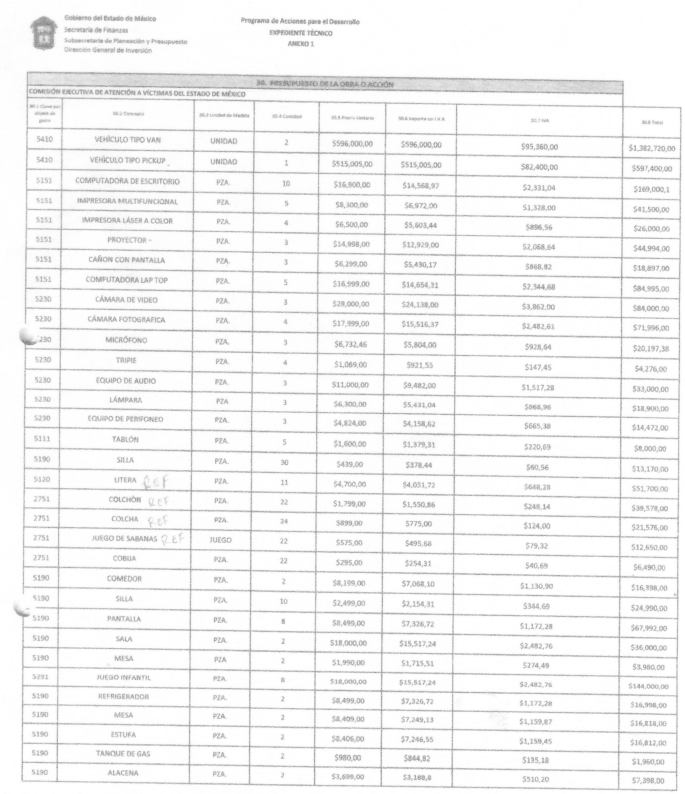 Gobierno del Estado de México
Secretaría de Finanzas
Subsecretaría de Planeación y Presupuesto
Dirección General de Inversión
Programa de Acciones para el Desarrollo
EXPEDIENTE TÉCNICO
ANEXO 1
30. PRESUPUESTO DE LA OBRA O ACCIÓN
COMISIÓN EJECUTIVA DE ATENCIÓN A VÍCTIMAS DEL ESTADO DE MÉXICO
30.1 Clave por objeto de gasto 30.2 Concepto 30.3 Unidad de Medida 30.4 Cantidad 30.5 Precio Unitario 30.6 Importe sin I.V.A. 30.7 IVA 30.8 Total
5410 VEHÍCULO TIPO VAN UNIDAD 2 $596,000,00 $596,000,00 $95,360,00 $1,382,720,00
5410 VEHÍCULO TIPO PICKUP UNIDAD 1 $515,005,00 $515,005,00 $82,400,00 $597,400,00
5151 COMPUTADORA DE ESCRITORIO PZA. 10 $16,900,00 $14,568,97 $2,331,04 $169,000,1
5151 IMPRESORA MULTIFUNCIONAL PZA. 5 $8,300,00 $6,972,00 $1,328,00 $41,500,00
5151 IMPRESORA LÁSER A COLOR PZA. 4 $6,500,00 $5,603,44 $896,56 $26,000,00
5151 PROYECTOR - PZA. 3 $14,998,00 $12,929,00 $2,068,64 $44,994,00
5151 CAÑON CON PANTALLA PZA. 3 $6,299,00 $5,430,17 $868,82 $18,897,00
5151 COMPUTADORA LAP TOP PZA. 5 $16,999,00 $14,654,31 $2,344,68 $84,995,00
5230 CÁMARA DE VIDEO PZA. 3 $28,000,00 $24,138,00 $3,862,00 $84,000,00
5230 CÁMARA FOTOGRAFICA PZA. 4 $17,999,00 $15,516,37 $2,482,61 $71,996,00
5230 MICRÓFONO PZA. 3 $6,732,46 $5,804,00 $928,64 $20,197,38
5230 TRIPIE PZA. 4 $1,069,00 $921,55 $147,45 $4,276,00
5230 EQUIPO DE AUDIO PZA. 3 $11,000,00 $9,482,00 $1,517,28 $33,000,00
5230 LÁMPARA PZA. 3 $6,300,00 $5,431,04 $868,96 $18,900,00
5230 EQUIPO DE PERIFONEO PZA. 3 $4,824,00 $4,158,62 $665,38 $14,472,00
5111 TABLÓN PZA. 5 $1,600,00 $1,379,31 $220,69 $8,000,00
5190 SILLA PZA. 30 $439,00 $378,44 $60,56 $13,170,00
5120 LITERA REF PZA. 11 $4,700,00 $4,051,72 $648,28 $51,700,00
2751 COLCHÓN REF PZA. 22 $1,799,00 $1,550,86 $248,14 $39,578,00
2751 COLCHA REF PZA. 24 $899,00 $775,00 $124,00 $21,576,00
2751 JUEGO DE SABANAS REF JUEGO 22 $575,00 $495,68 $79,32 $12,650,00
2751 COBIJA PZA. 22 $295,00 $254,31 $40,69 $6,490,00
5190 COMEDOR PZA. 2 $8,199,00 $7,068,10 $1,130,90 $16,398,00
5190 SILLA PZA. 10 $2,499,00 $2,154,31 $344,69 $24,990,00
5190 PANTALLA PZA. 8 $8,499,00 $7,326,72 $1,172,28 $67,992,00
5190 SALA PZA. 2 $18,000,00 $15,517,24 $2,482,76 $36,000,00
5190 MESA PZA. 2 $1,990,00 $1,715,51 $274,49 $3,980,00
5291 JUEGO INFANTIL PZA. 8 $18,000,00 $15,517,24 $2,482,76 $144,000,00
5190 REFRIGERADOR PZA. 2 $8,499,00 $7,326,72 $1,172,28 $16,998,00
5190 MESA PZA. 2 $8,409,00 $7,249,13 $1,159,87 $16,818,00
5190 ESTUFA PZA. 2 $8,406,00 $7,246,55 $1,159,45 $16,812,00
5190 TANQUE DE GAS PZA. 2 $980,00 $844,82 $135,18 $1,960,00
5190 ALACENA PZA. 2 $3,699,00 $3,188,8 $510,20 $7,398,00